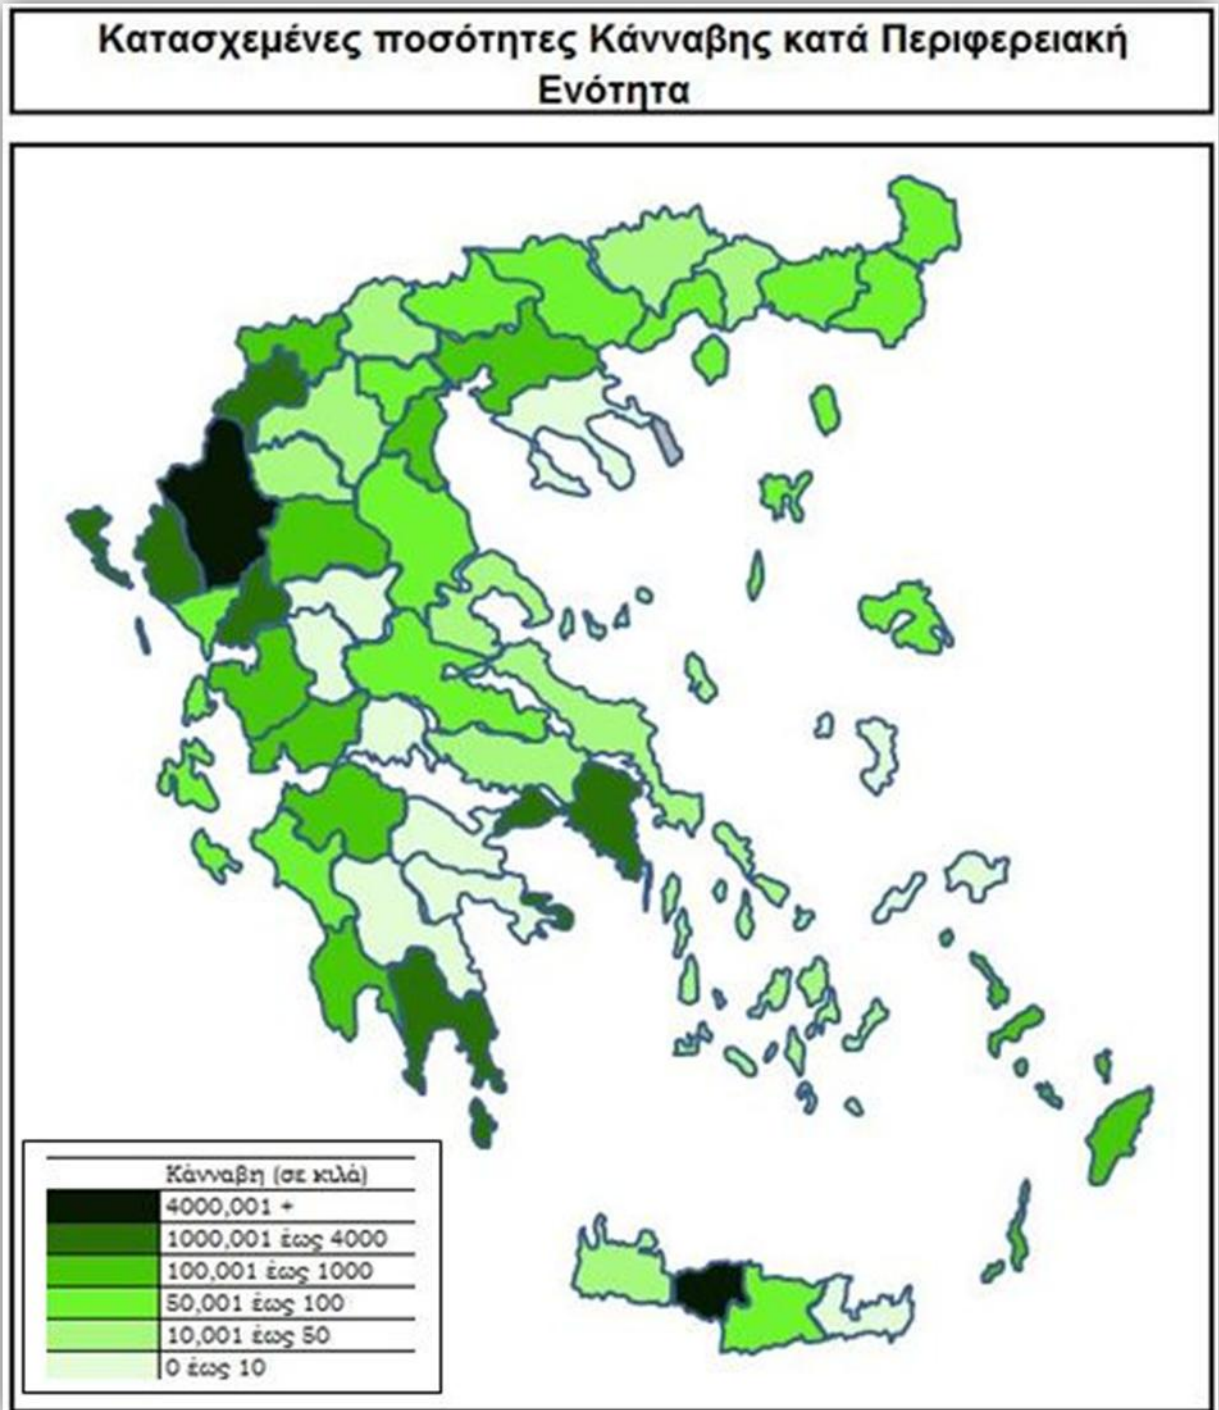 Κατασχεμένες ποσότητες Κάνναβης κατά Περιφερειακή
Ενότητα
Κάνναβη (σε κιλά)
4000,001 +
1000,001 έως 4000
100,001 έως 1000
50,001 έως 100
10,001 έως 50
0 έως 10